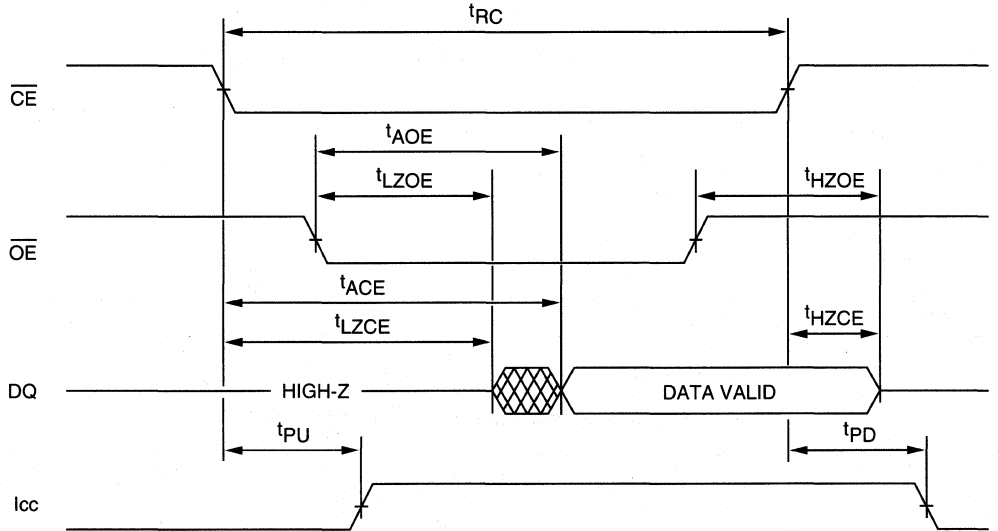 tRC
CE
tAOE
tLZOE
tHZOE
OE
tACE
tLZCE
tHZCE
DQ
HIGH-Z
DATA VALID
tPU
tPD
Icc